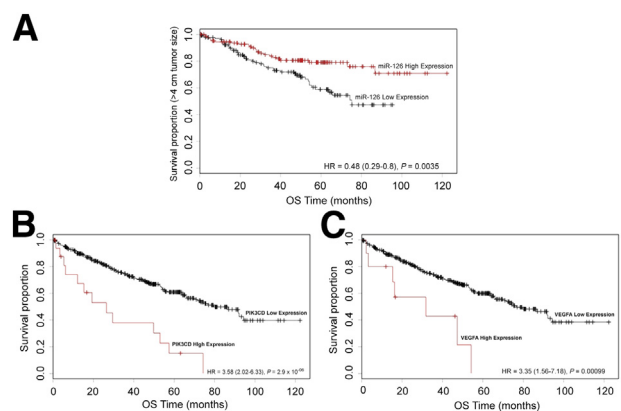 A
Survival proportion (>4 cm tumor size)
1.0
0.8
0.6
0.4
0.2
0.0
miR-126 High Expression
miR-126 Low Expression
HR = 0.48 (0.29-0.8), P = 0.0035
0 20 40 60 80 100 120
OS Time (months)
B
Survival proportion
1.0
0.8
0.6
0.4
0.2
0.0
PIK3CD Low Expression
PIK3CD High Expression
HR = 3.58 (2.02-6.33), P = 2.9 x 10
0 20 40 60 80 100 120
OS Time (months)
C
Survival proportion
1.0
0.8
0.6
0.4
0.2
0.0
VEGFA Low Expression
VEGFA High Expression
HR = 3.35 (1.56-7.18), P = 0.00099
0 20 40 60 80 100 120
OS Time (months)